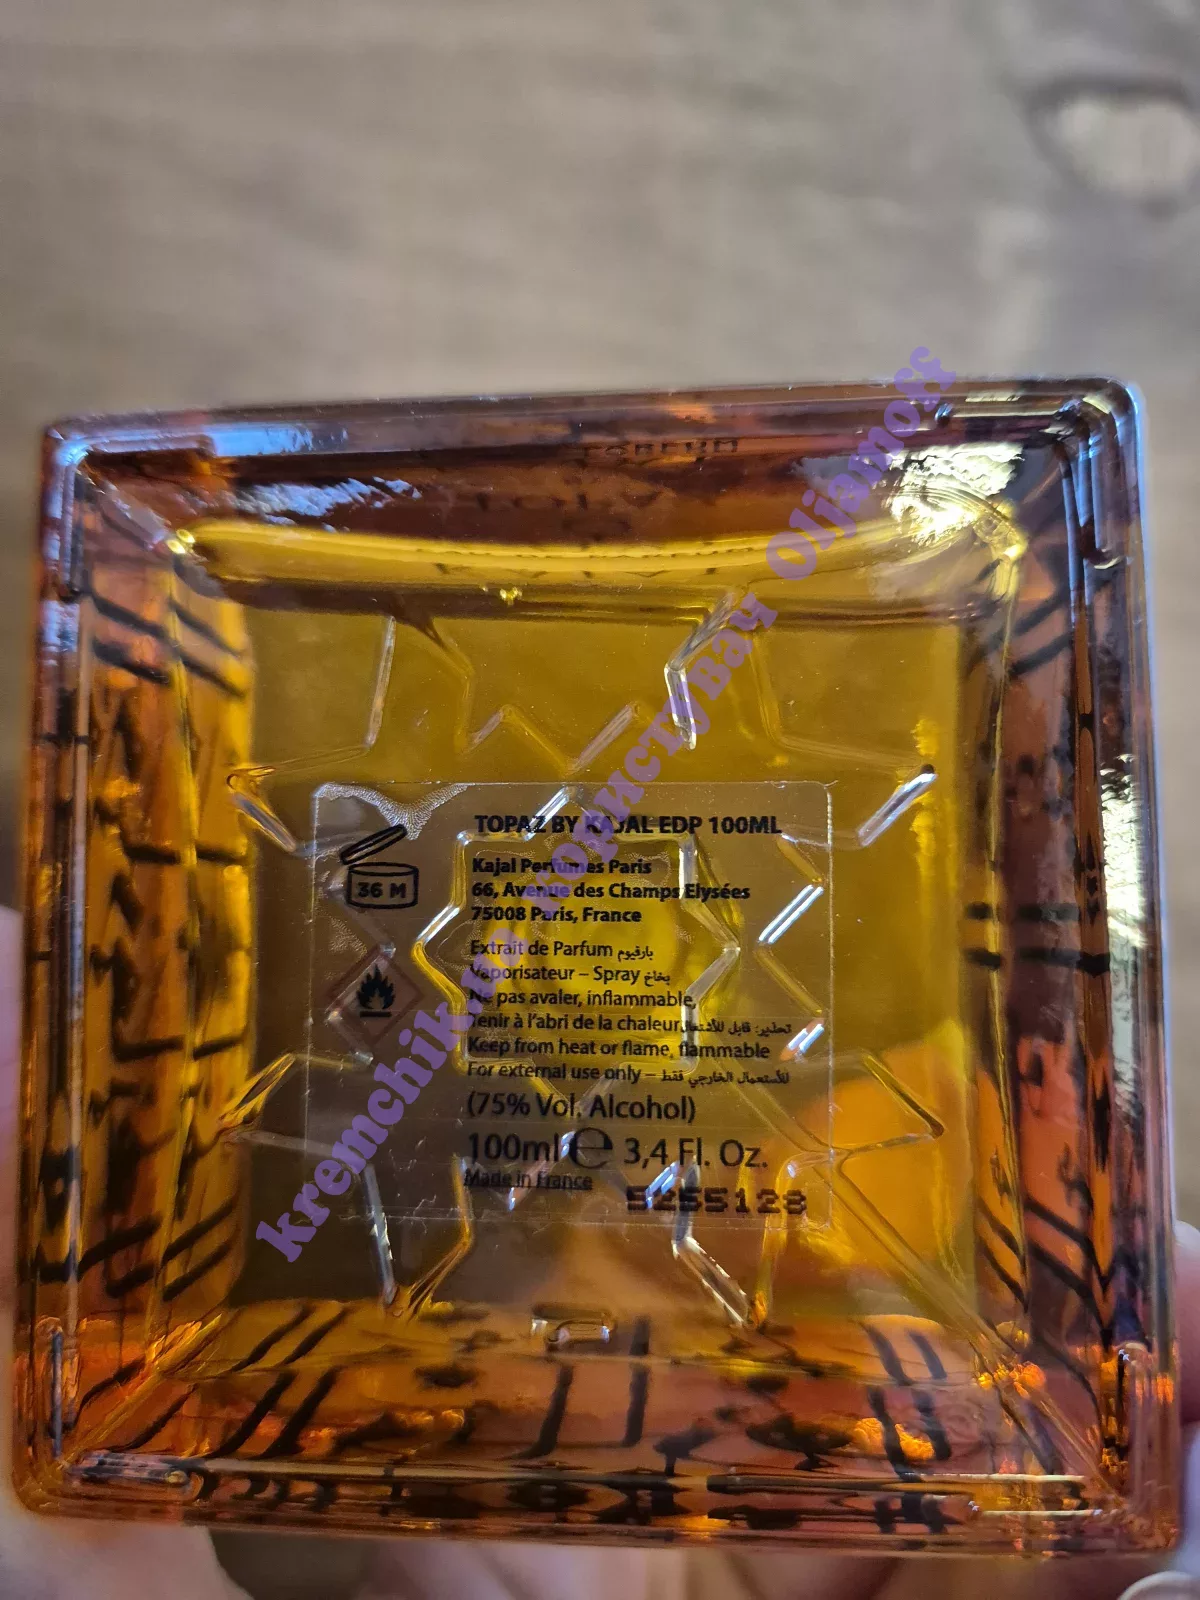 TOPAZ BY KAJAL EDP 100ML
36 M
Kajal Perfumes Paris
66, Avenue des Champs Elysées
75008 Paris, France
Extrait de Parfum بارفيوم
Vaporisateur – Spray بخاخ
Ne pas avaler, inflammable,
Tenir à l'abri de la chaleur تحذير: قابل للأشتعال
Keep from heat or flame, flammable
For external use only – للأستعمال الخارجي فقط
(75% Vol. Alcohol)
100ml ℮ 3,4 Fl. Oz.
Made in France
5255128
користувач Oljamoff